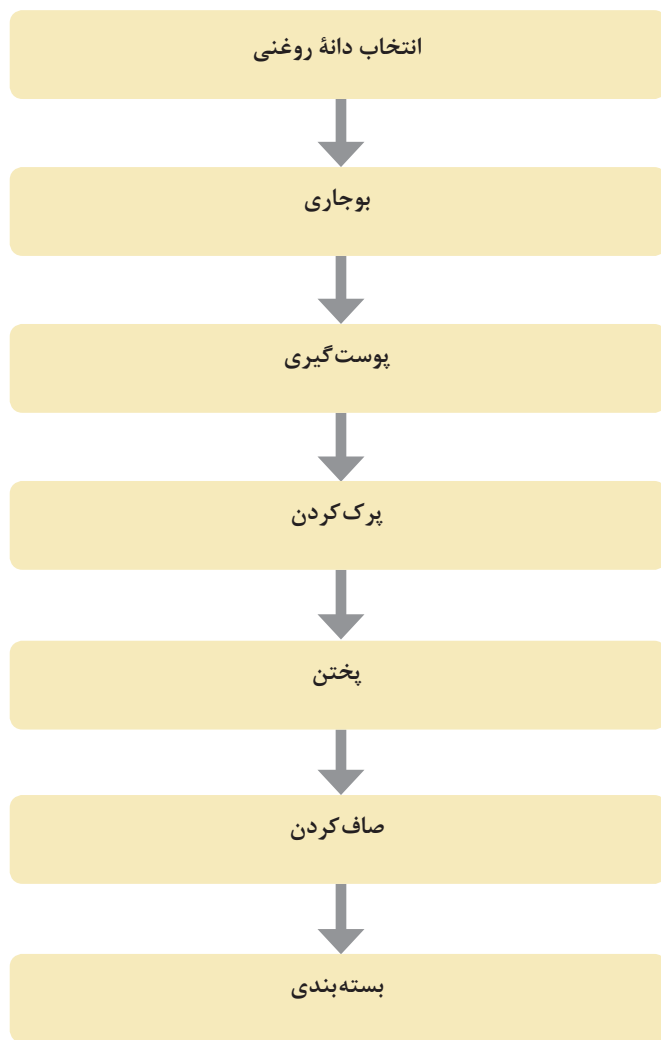 انتخاب دانهٔ روغنی
بوجاری
پوست‌گیری
پرک‌کردن
پختن
صاف‌کردن
بسته‌بندی